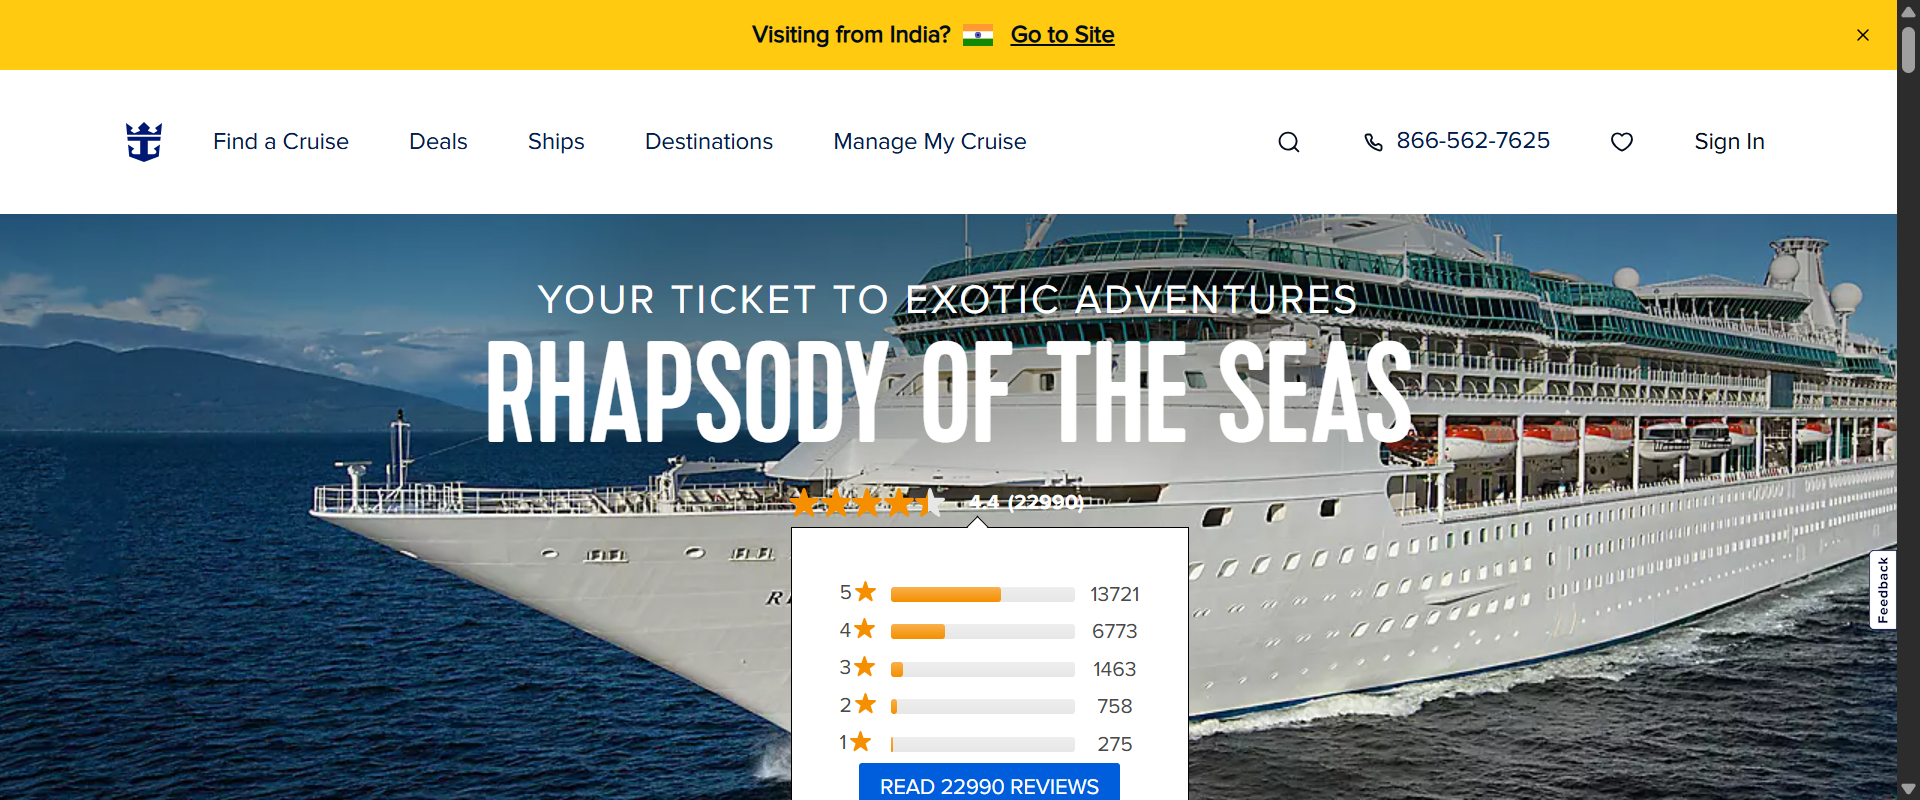 Visiting from India? Go to Site
Find a Cruise Deals Ships Destinations Manage My Cruise 866-562-7625 Sign In
YOUR TICKET TO EXOTIC ADVENTURES
RHAPSODY OF THE SEAS
4.4 (22990)
5 13721
4 6773
3 1463
2 758
1 275
READ 22990 REVIEWS
Feedback